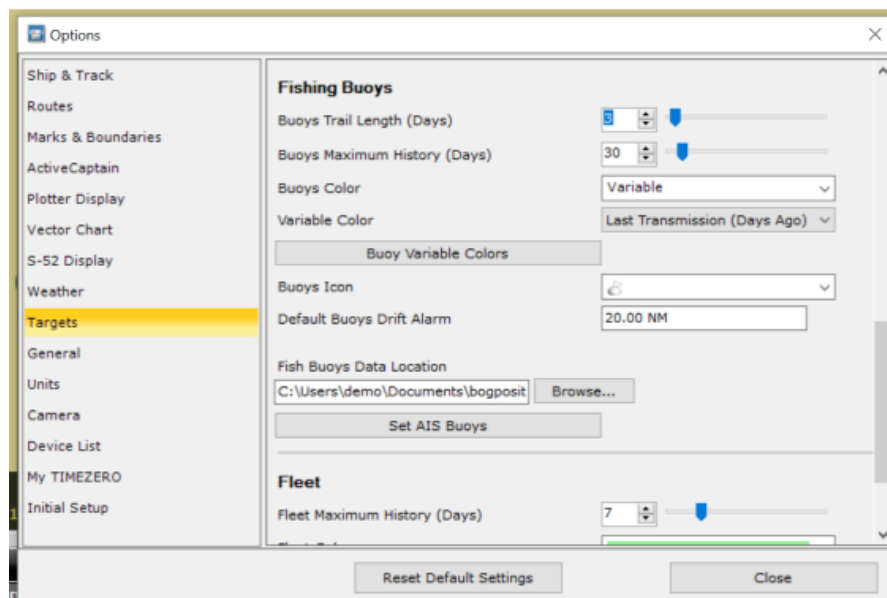 Options
Ship & Track
Routes
Marks & Boundaries
ActiveCaptain
Plotter Display
Vector Chart
S-52 Display
Weather
Targets
General
Units
Camera
Device List
My TIMEZERO
Initial Setup
Fishing Buoys
Buoys Trail Length (Days) 3
Buoys Maximum History (Days) 30
Buoys Color Variable
Variable Color Last Transmission (Days Ago)
Buoy Variable Colors
Buoys Icon
Default Buoys Drift Alarm 20.00 NM
Fish Buoys Data Location
C:\Users\demo\Documents\bogposit Browse...
Set AIS Buoys
Fleet
Fleet Maximum History (Days) 7
Reset Default Settings Close